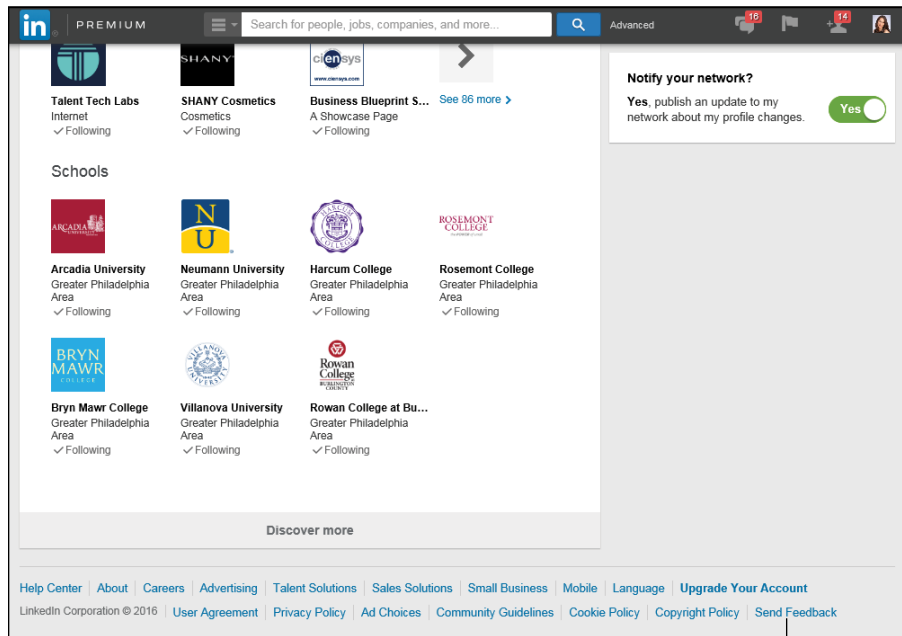 in PREMIUM Search for people, jobs, companies, and more... Advanced 16 14
SHANY
ciensys
www.ciensys.com
Talent Tech Labs
Internet
Following
SHANY Cosmetics
Cosmetics
Following
Business Blueprint S...
A Showcase Page
Following
See 86 more
Notify your network?
Yes, publish an update to my
network about my profile changes.
Yes
Schools
ARCADIA
UNIVERSITY
N
U
HARCUM
COLLEGE
ROSEMONT
COLLEGE
Arcadia University
Greater Philadelphia
Area
Following
Neumann University
Greater Philadelphia
Area
Following
Harcum College
Greater Philadelphia
Area
Following
Rosemont College
Greater Philadelphia
Area
Following
BRYN
MAWR
COLLEGE
VILLANOVA
UNIVERSITY
Rowan
College
BURLINGTON
COUNTY
Bryn Mawr College
Greater Philadelphia
Area
Following
Villanova University
Greater Philadelphia
Area
Following
Rowan College at Bu...
Greater Philadelphia
Area
Following
Discover more
Help Center About Careers Advertising Talent Solutions Sales Solutions Small Business Mobile Language Upgrade Your Account
LinkedIn Corporation © 2016 User Agreement Privacy Policy Ad Choices Community Guidelines Cookie Policy Copyright Policy Send Feedback